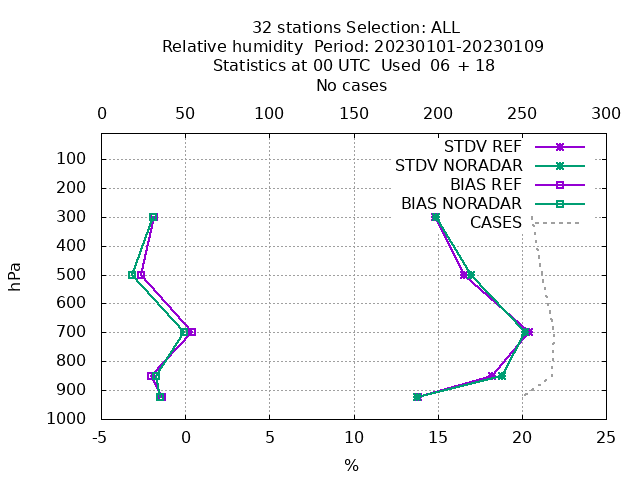 32 stations Selection: ALL
Relative humidity  Period: 20230101-20230109
Statistics at 00 UTC  Used  06 + 18
No cases
0 50 100 150 200 250 300
STDV REF
STDV NORADAR
BIAS REF
BIAS NORADAR
CASES
100
200
300
400
500
600
700
800
900
1000
hPa
-5 0 5 10 15 20 25
%